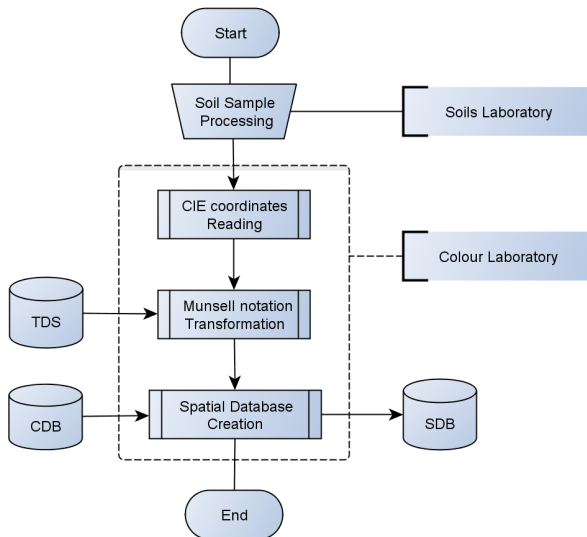 Start
Soil Sample
Processing
Soils Laboratory
CIE coordinates
Reading
Colour Laboratory
Munsell notation
Transformation
TDS
Spatial Database
Creation
CDB
SDB
End